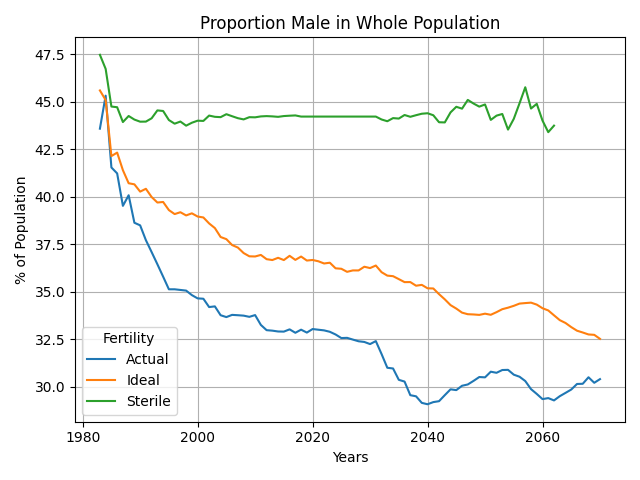 Proportion Male in Whole Population
% of Population
47.5
45.0
42.5
40.0
37.5
35.0
32.5
30.0
Fertility
Actual
Ideal
Sterile
1980
2000
2020
2040
2060
Years